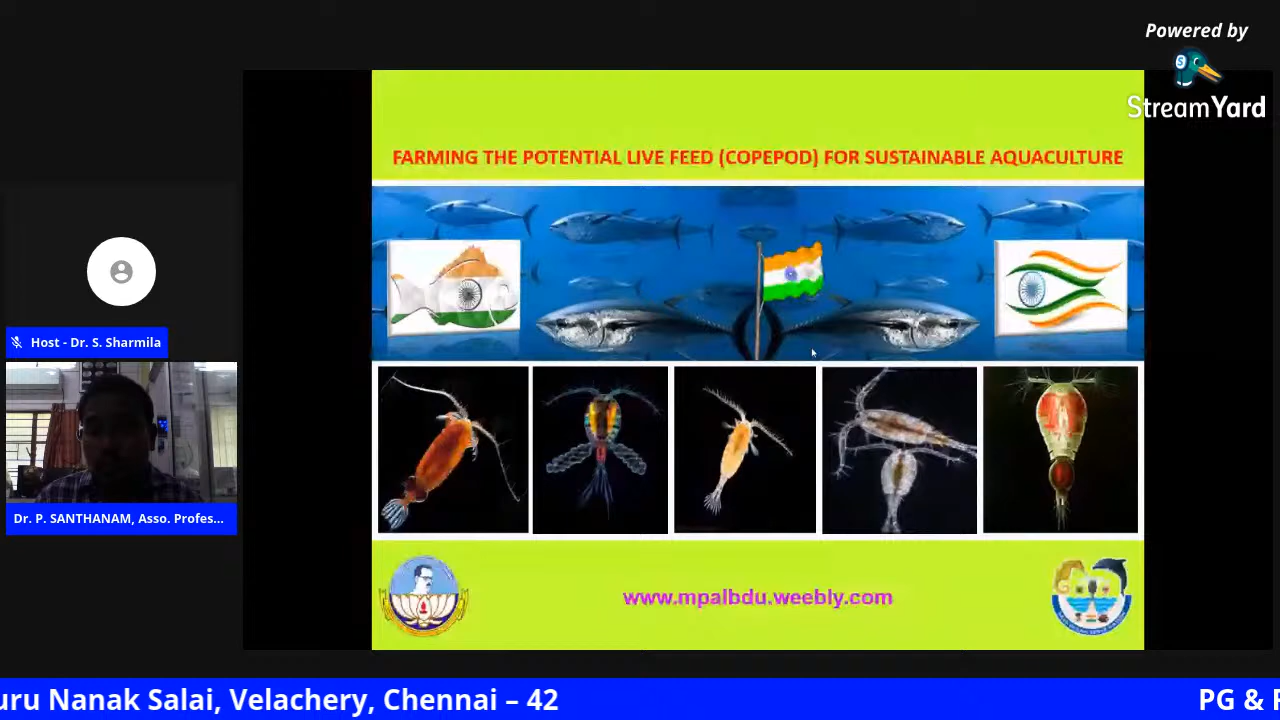 Powered by
StreamYard
FARMING THE POTENTIAL LIVE FEED (COPEPOD) FOR SUSTAINABLE AQUACULTURE
Host - Dr. S. Sharmila
Dr. P. SANTHANAM, Asso. Profes...
www.mpalbdu.weebly.com
uru Nanak Salai, Velachery, Chennai – 42
PG &